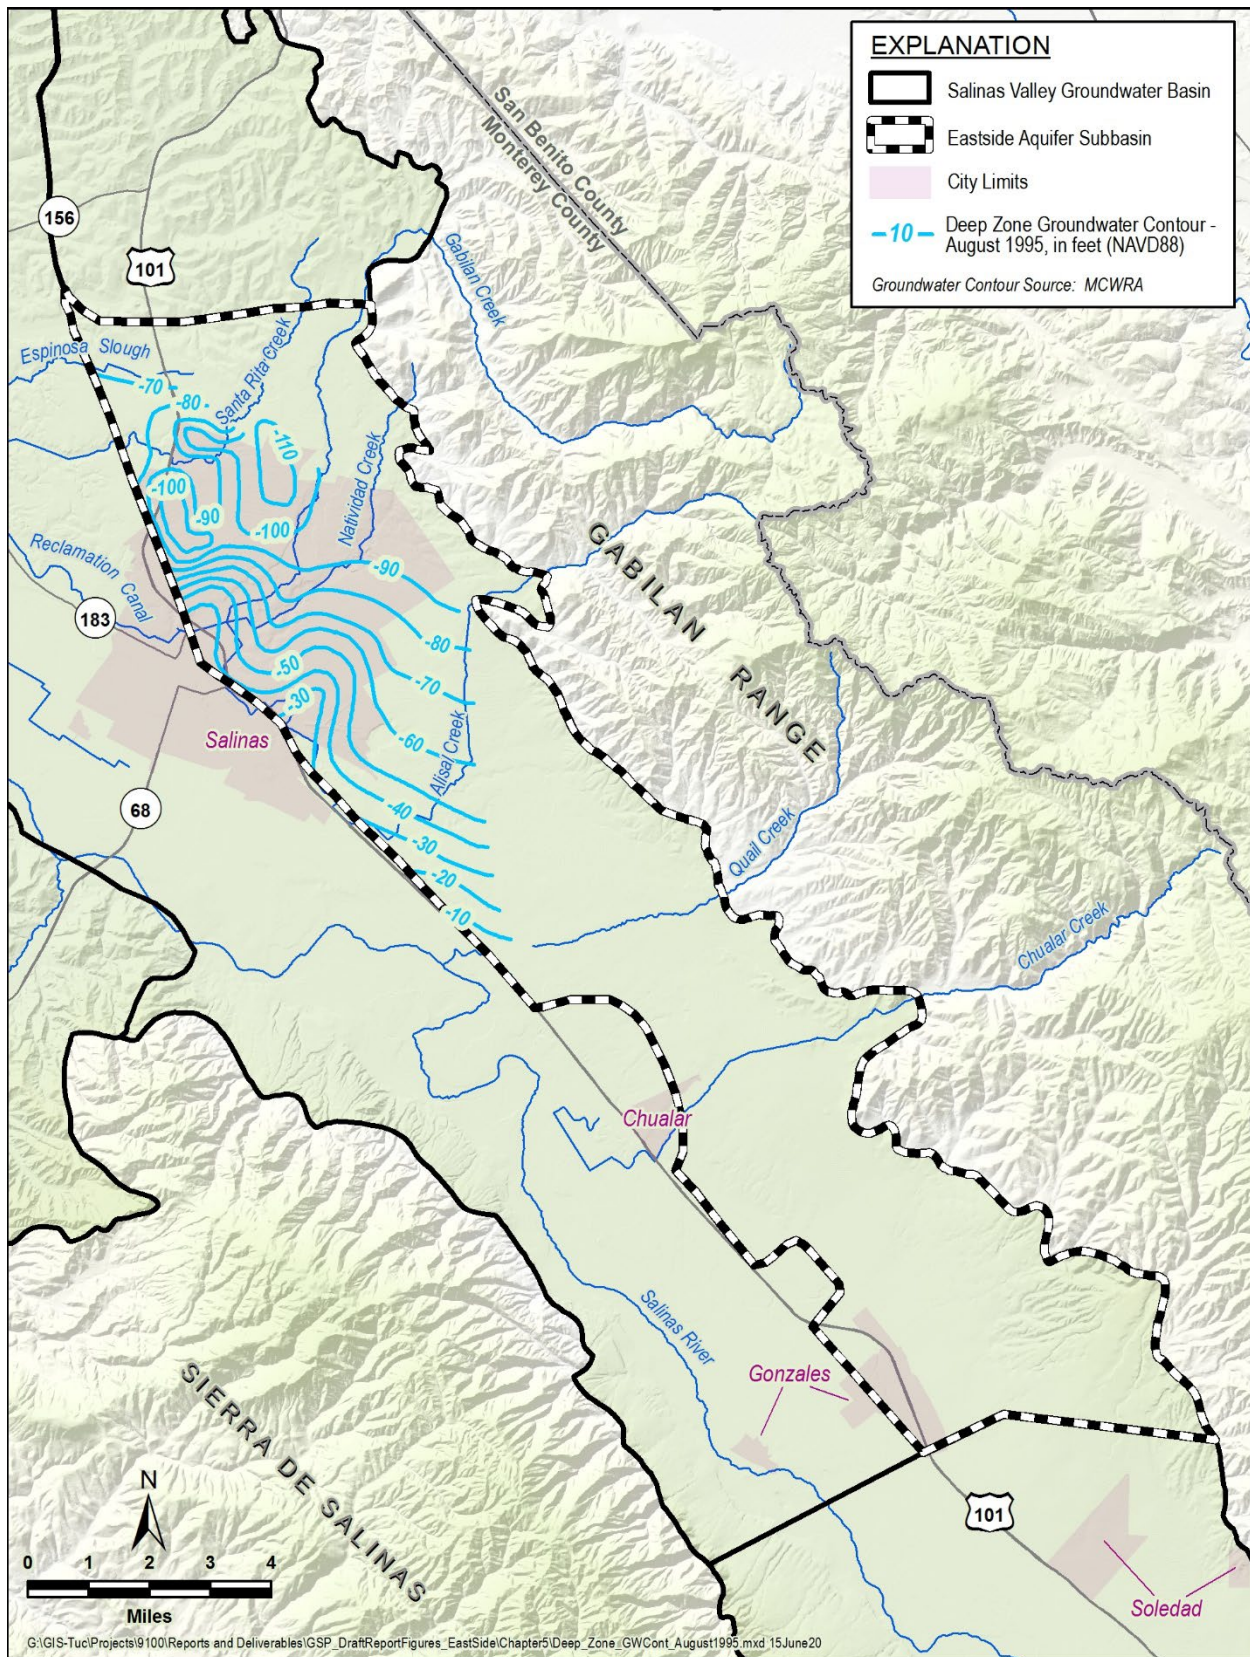 EXPLANATION
Salinas Valley Groundwater Basin
Eastside Aquifer Subbasin
City Limits
-10
Deep Zone Groundwater Contour -
August 1995, in feet (NAVD88)
Groundwater Contour Source: MCWRA
San Benito County
Monterey County
156
101
Gabilan Creek
Espinosa Slough
Santa Rita Creek
-70
-80
-110
-100
-90
-100
Natividad Creek
Reclamation Canal
183
-90
GABILAN RANGE
-80
-50
-70
-30
-60
Salinas
Alisal Creek
68
-40
-30
-20
-10
Quail Creek
Chualar Creek
Chualar
Salinas River
Gonzales
SIERRA DE SALINAS
101
Soledad
N
0 1 2 3 4
Miles
G:\GIS-Tuc\Projects\9100\Reports and Deliverables\GSP_DraftReportFigures_EastSide\Chapter5\Deep_Zone_GWCont_August1995.mxd 15June20